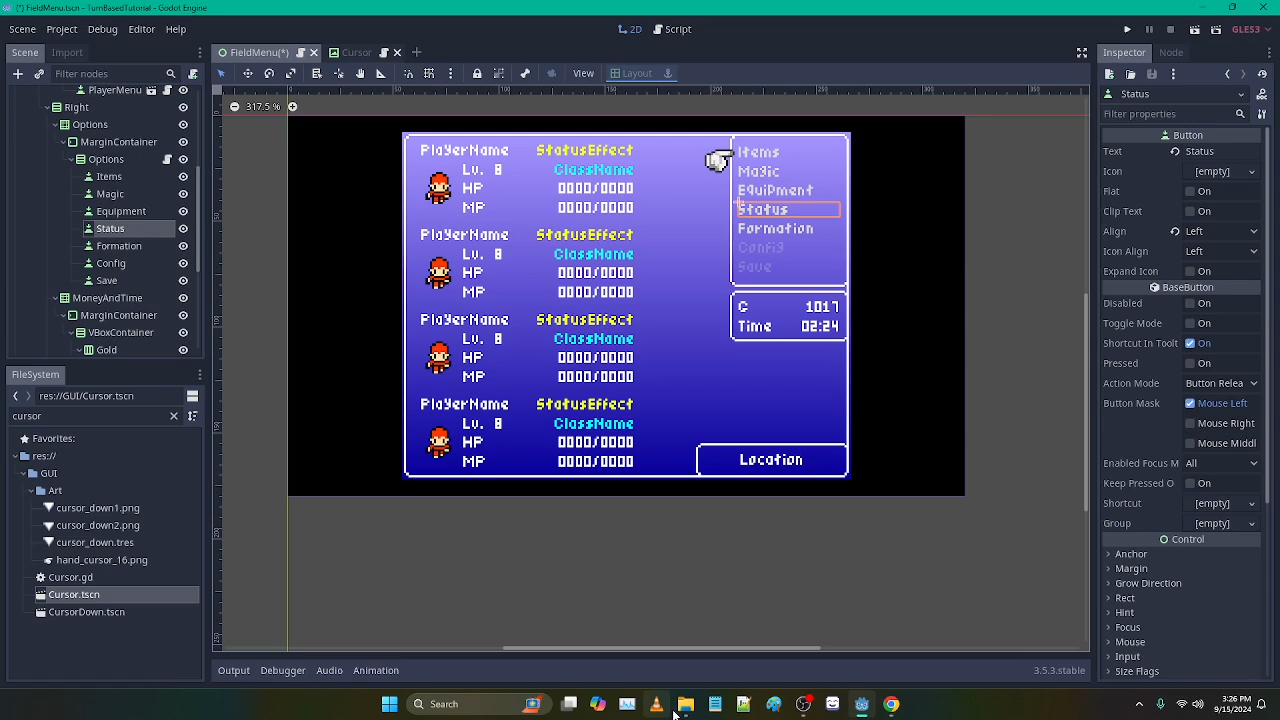 (*) FieldMenu.tscn - TurnBasedTutorial - Godot Engine
Scene Project Debug Editor Help
2D Script
GLES3
Scene Import
FieldMenu(*) Cursor
Inspector Node
Filter nodes
View Layout
317.5 %
0 50 100 150 200 250 300 350
PlayerMenu
Right
Options
MarginContainer
Options
Items
Magic
Equipment
Status
Formation
Config
Save
MoneyAndTime
MarginContainer
VBoxContainer
Gold
FileSystem
res://GUI/Cursor.tscn
cursor
Favorites:
res://
GUI
Art
cursor_down1.png
cursor_down2.png
cursor_down.tres
hand_cursor_16.png
Cursor.gd
Cursor.tscn
CursorDown.tscn
PlayerName StatusEffect
Lv. 8 ClassName
HP 0000/0000
MP 0000/0000
PlayerName StatusEffect
Lv. 8 ClassName
HP 0000/0000
MP 0000/0000
PlayerName StatusEffect
Lv. 8 ClassName
HP 0000/0000
MP 0000/0000
PlayerName StatusEffect
Lv. 8 ClassName
HP 0000/0000
MP 0000/0000
Items
Magic
Equipment
Status
Formation
Config
Save
G 1017
Time 02:24
Location
Status
Filter properties
Button
Text Status
Icon [empty]
Flat On
Clip Text On
Align Left
Icon Align Left
Expand Icon On
BaseButton
Disabled On
Toggle Mode On
Shortcut In Toolt On
Pressed On
Action Mode Button Relea
Button Mask Mouse Left
Mouse Right
Mouse Middl
Enabled Focus M All
Keep Pressed O On
Shortcut [empty]
Group [empty]
Control
Anchor
Margin
Grow Direction
Rect
Hint
Focus
Mouse
Input
Size Flags
Output Debugger Audio Animation
3.5.3.stable
Search
3:26 PM
9/15/2024